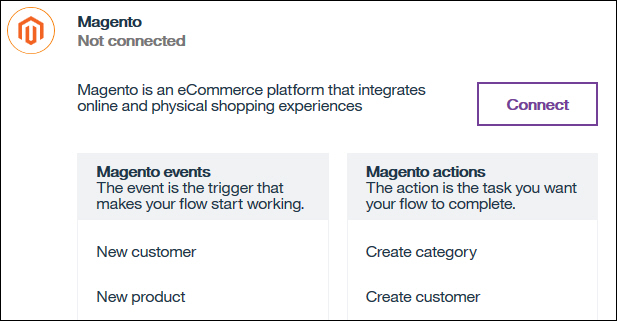 Magento
Not connected
Magento is an eCommerce platform that integrates
online and physical shopping experiences
Connect
Magento events
The event is the trigger that
makes your flow start working.
New customer
New product
Magento actions
The action is the task you want
your flow to complete.
Create category
Create customer